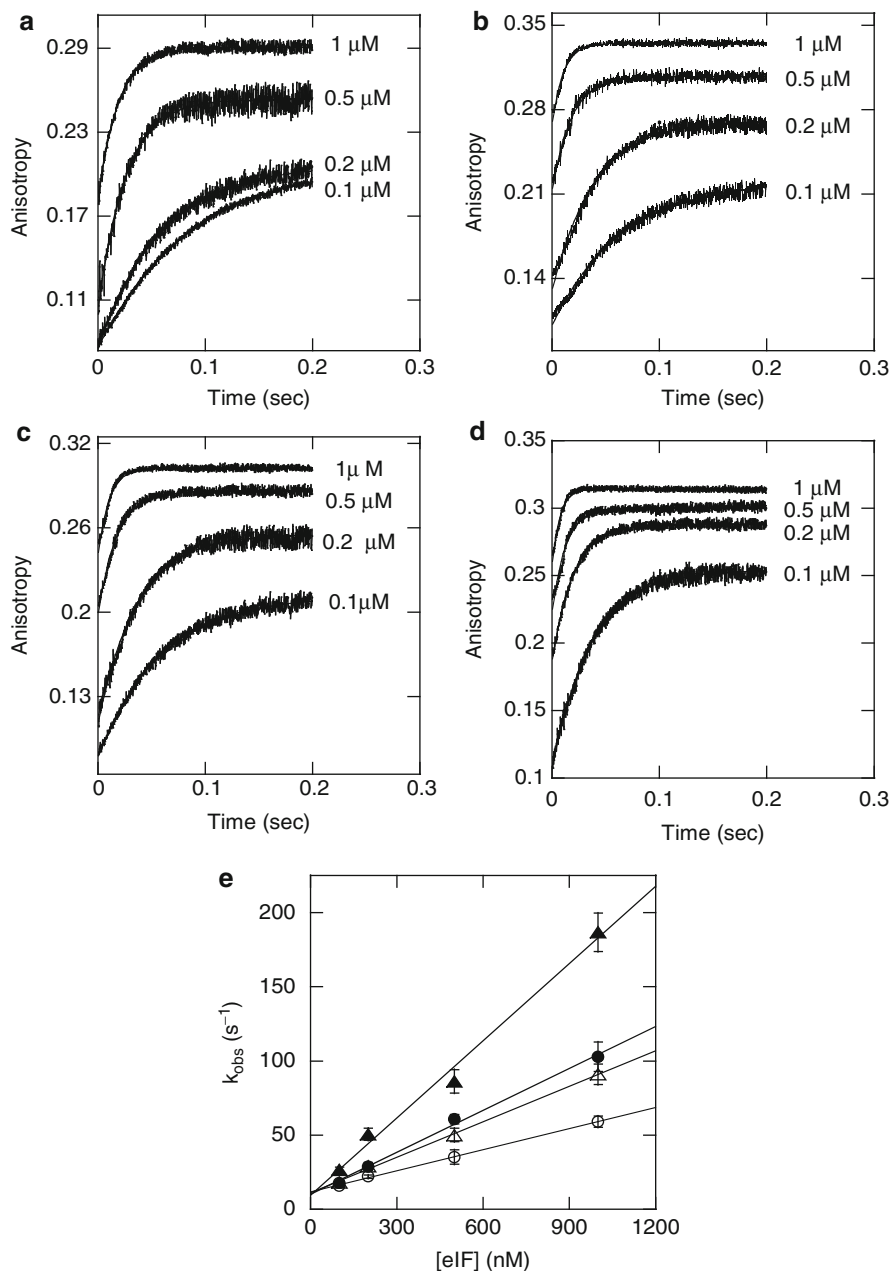 a
0.29
0.23
0.17
0.11
Anisotropy
1 μM
0.5 μM
0.2 μM
0.1 μM
0 0.1 0.2 0.3
Time (sec)
b
0.35
0.28
0.21
0.14
Anisotropy
1 μM
0.5 μM
0.2 μM
0.1 μM
0 0.1 0.2 0.3
Time (sec)
c
0.32
0.26
0.2
0.13
Anisotropy
1μ M
0.5 μM
0.2 μM
0.1μM
0 0.1 0.2 0.3
Time (sec)
d
0.35
0.3
0.25
0.2
0.15
0.1
Anisotropy
1 μM
0.5 μM
0.2 μM
0.1 μM
0 0.1 0.2 0.3
Time (sec)
e
200
150
100
50
0
k_obs (s⁻¹)
0 300 600 900 1200
[eIF] (nM)